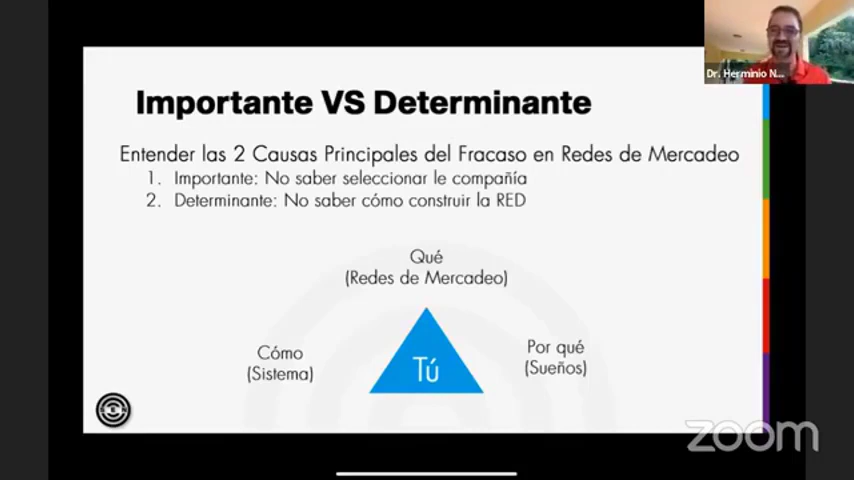 Dr. Herminio N...
Importante VS Determinante
Entender las 2 Causas Principales del Fracaso en Redes de Mercadeo
1. Importante: No saber seleccionar le compañía
2. Determinante: No saber cómo construir la RED
Qué
(Redes de Mercadeo)
Cómo
(Sistema)
Tú
Por qué
(Sueños)
zoom